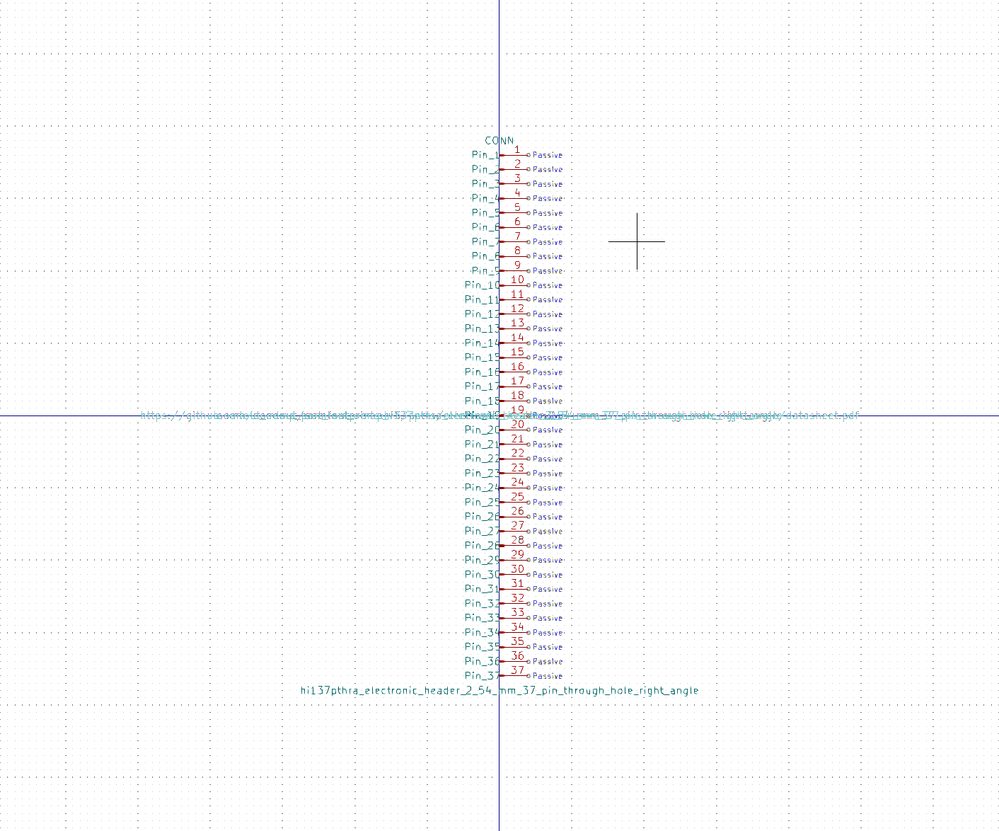 CONN
Pin_1 1 Passive
Pin_2 2 Passive
Pin_3 3 Passive
Pin_4 4 Passive
Pin_5 5 Passive
Pin_6 6 Passive
Pin_7 7 Passive
Pin_8 8 Passive
Pin_9 9 Passive
Pin_10 10 Passive
Pin_11 11 Passive
Pin_12 12 Passive
Pin_13 13 Passive
Pin_14 14 Passive
Pin_15 15 Passive
Pin_16 16 Passive
Pin_17 17 Passive
Pin_18 18 Passive
19
Pin_20 20 Passive
Pin_21 21 Passive
Pin_22 22 Passive
Pin_23 23 Passive
Pin_24 24 Passive
Pin_25 25 Passive
Pin_26 26 Passive
Pin_27 27 Passive
Pin_28 28 Passive
Pin_29 29 Passive
Pin_30 30 Passive
Pin_31 31 Passive
Pin_32 32 Passive
Pin_33 33 Passive
Pin_34 34 Passive
Pin_35 35 Passive
Pin_36 36 Passive
Pin_37 37 Passive
hi137pthra_electronic_header_2_54_mm_37_pin_through_hole_right_angle